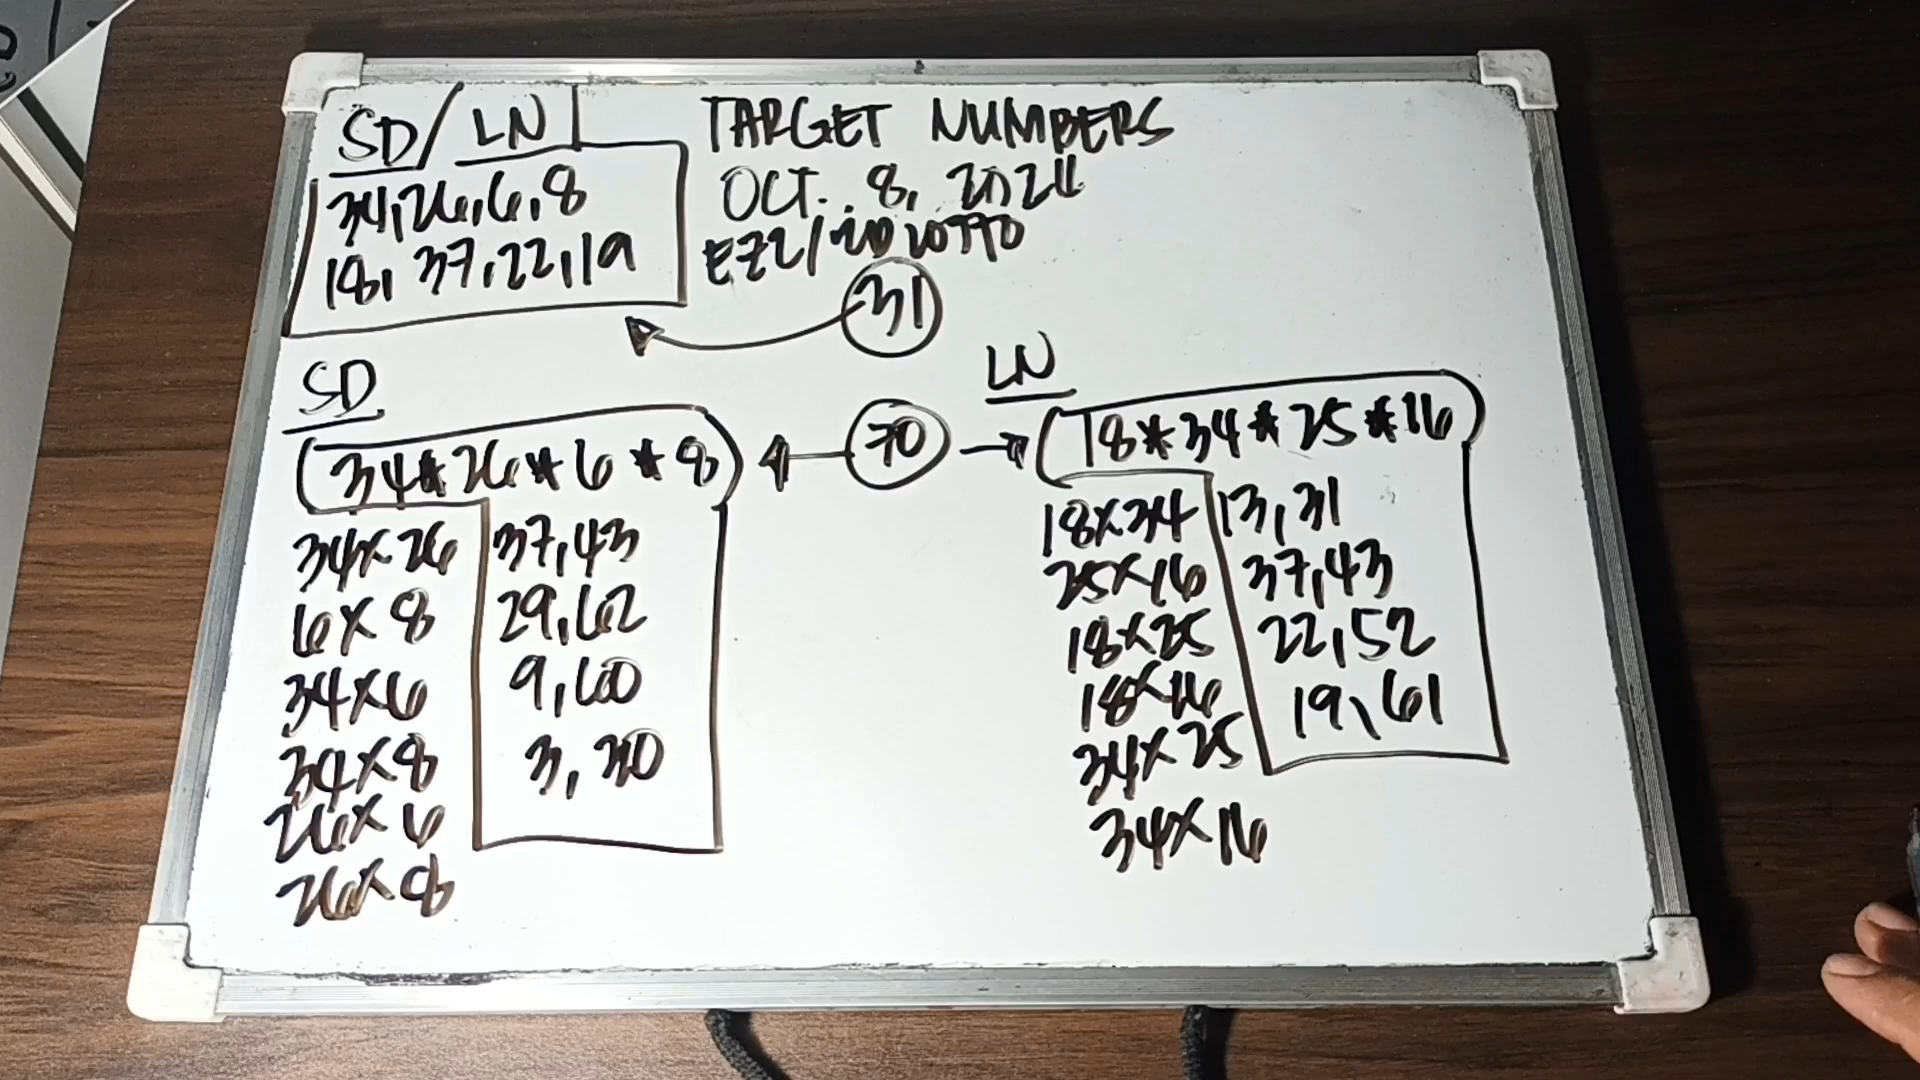 SD/ LN
34,26,6,8
18, 37,22,19
TARGET NUMBERS
OCT. 8, 2024
EZ2/
31
SD
34*26*6*8
70
LN
18*34*25*16
34x26 37,43
6x8 29,62
34x6 9,60
34x8 3,30
26x6
26x8
18x34 13,31
25x16 37,43
18x25 22,52
18x16 19,61
34x25
34x16